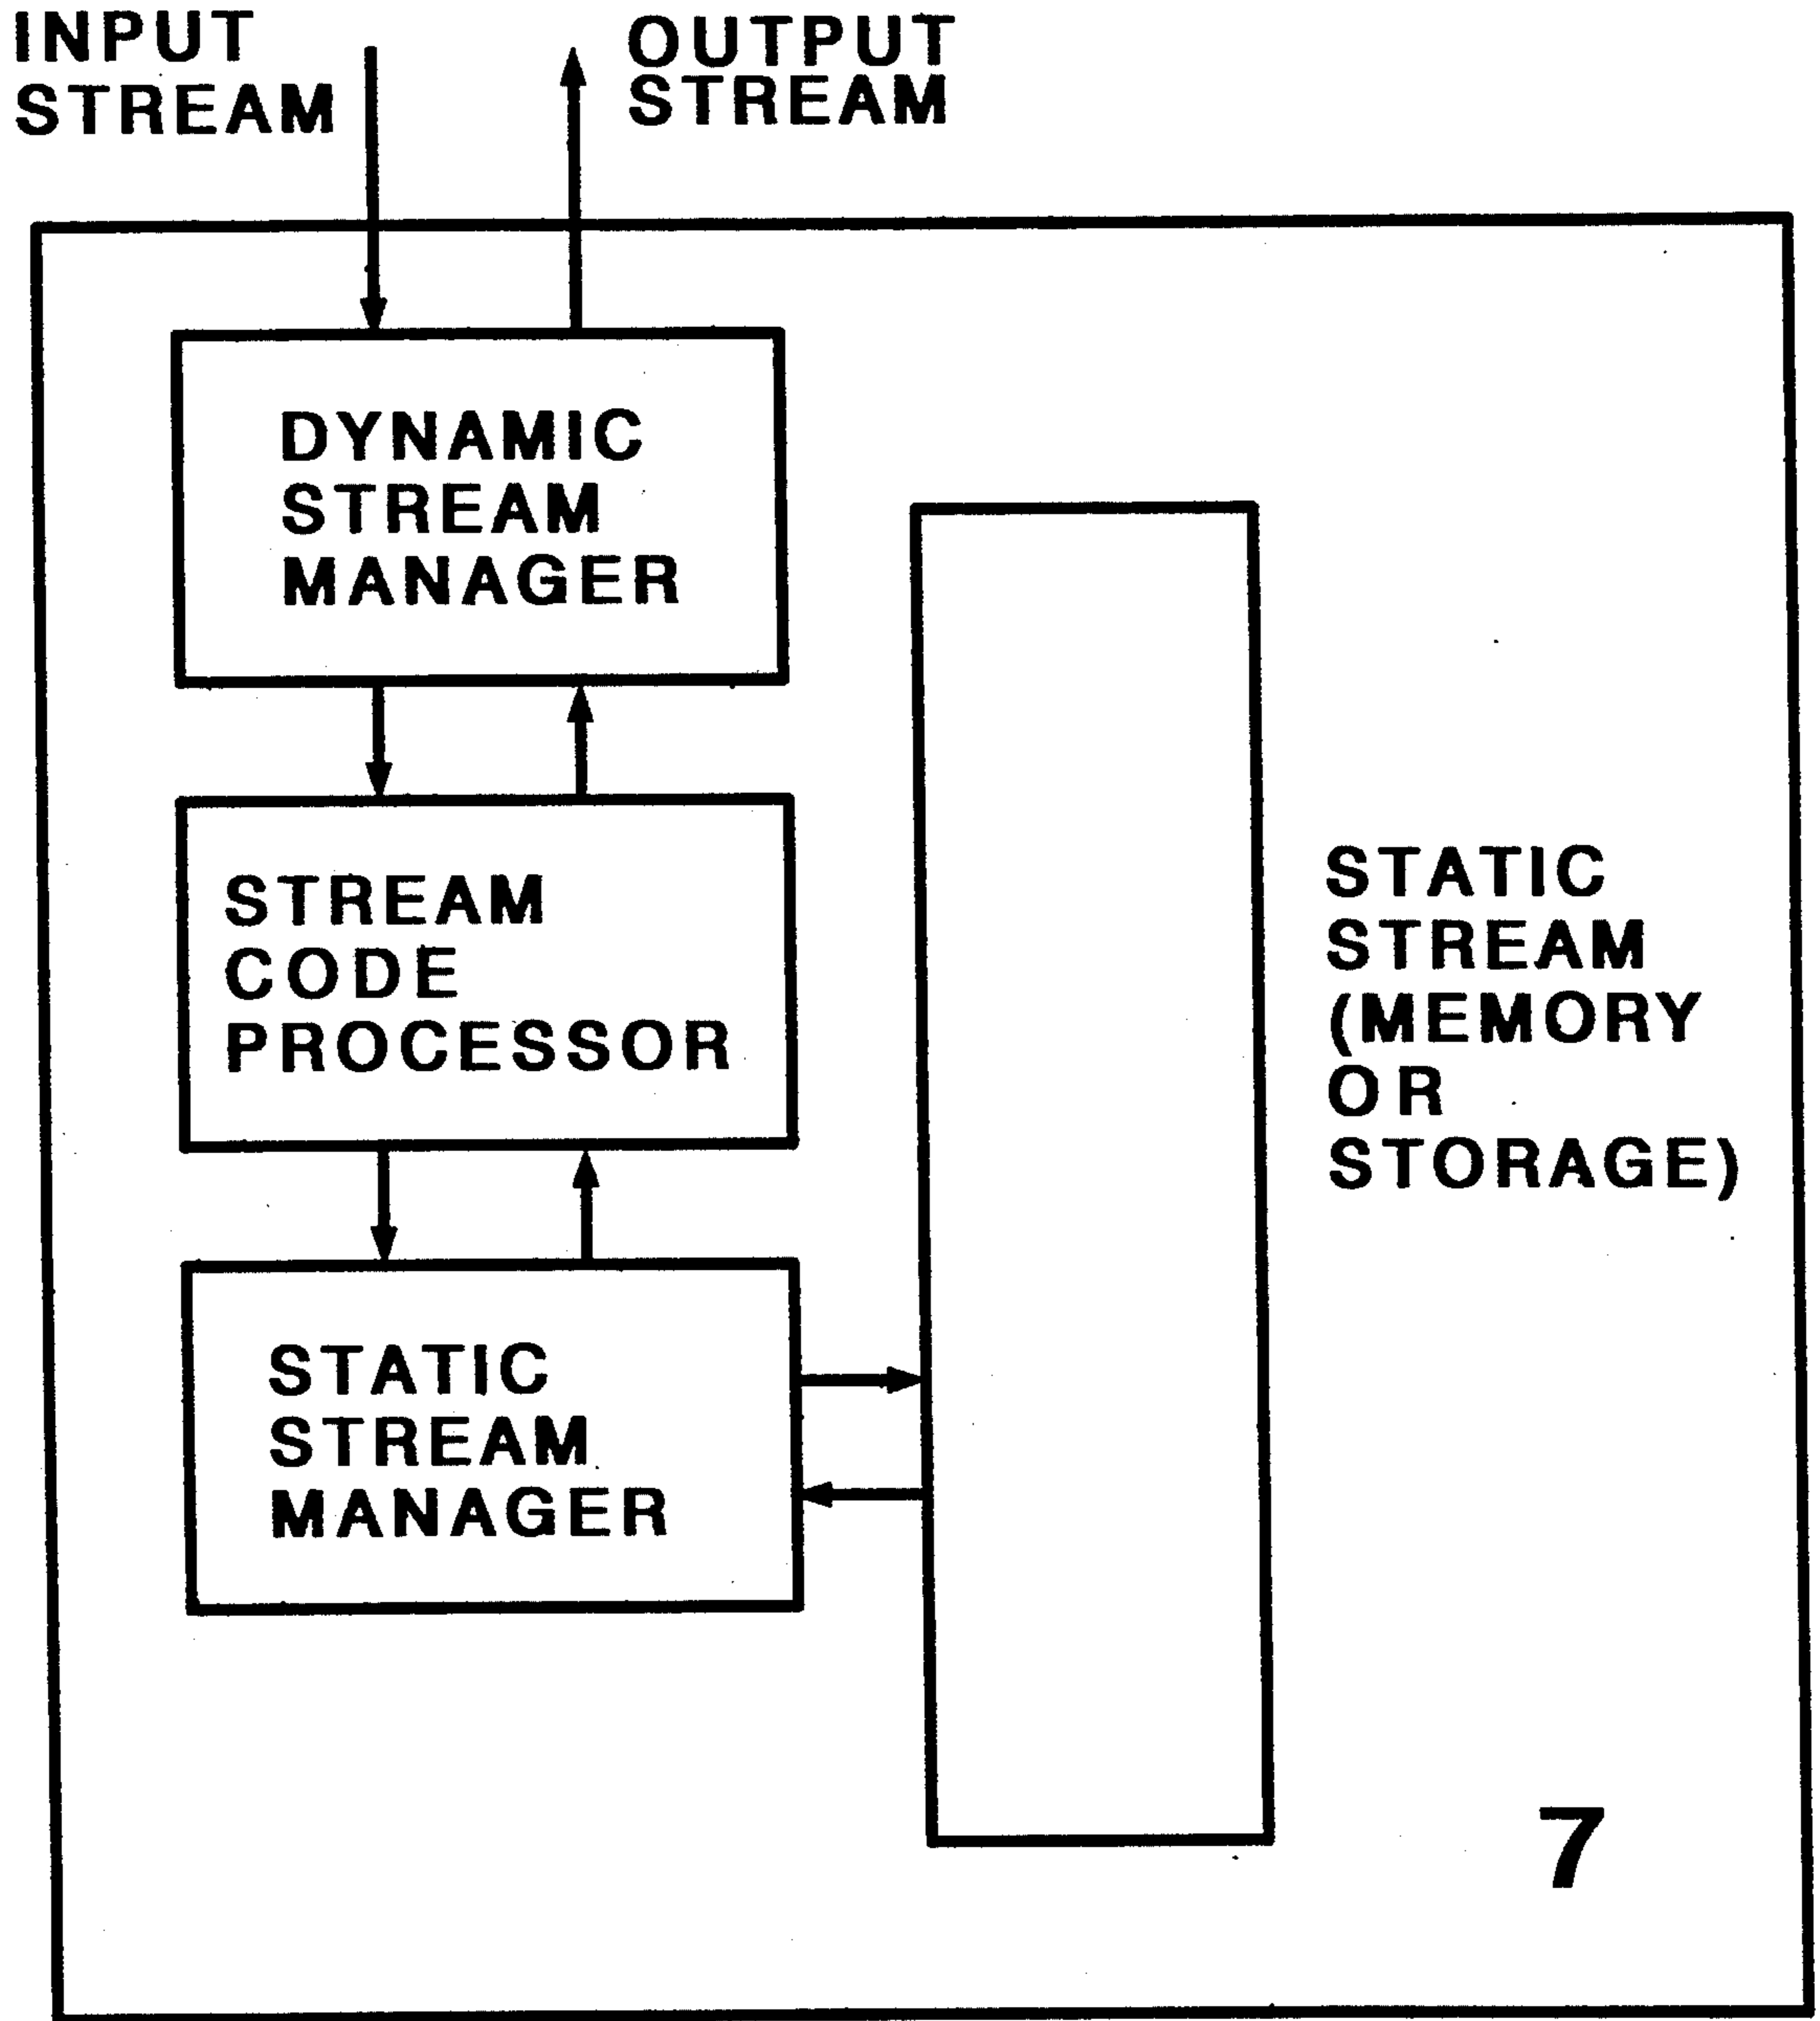 INPUT
STREAM
OUTPUT
STREAM
DYNAMIC
STREAM
MANAGER
STREAM
CODE
PROCESSOR
STATIC
STREAM
MANAGER
STATIC
STREAM
(MEMORY
OR
STORAGE)
7